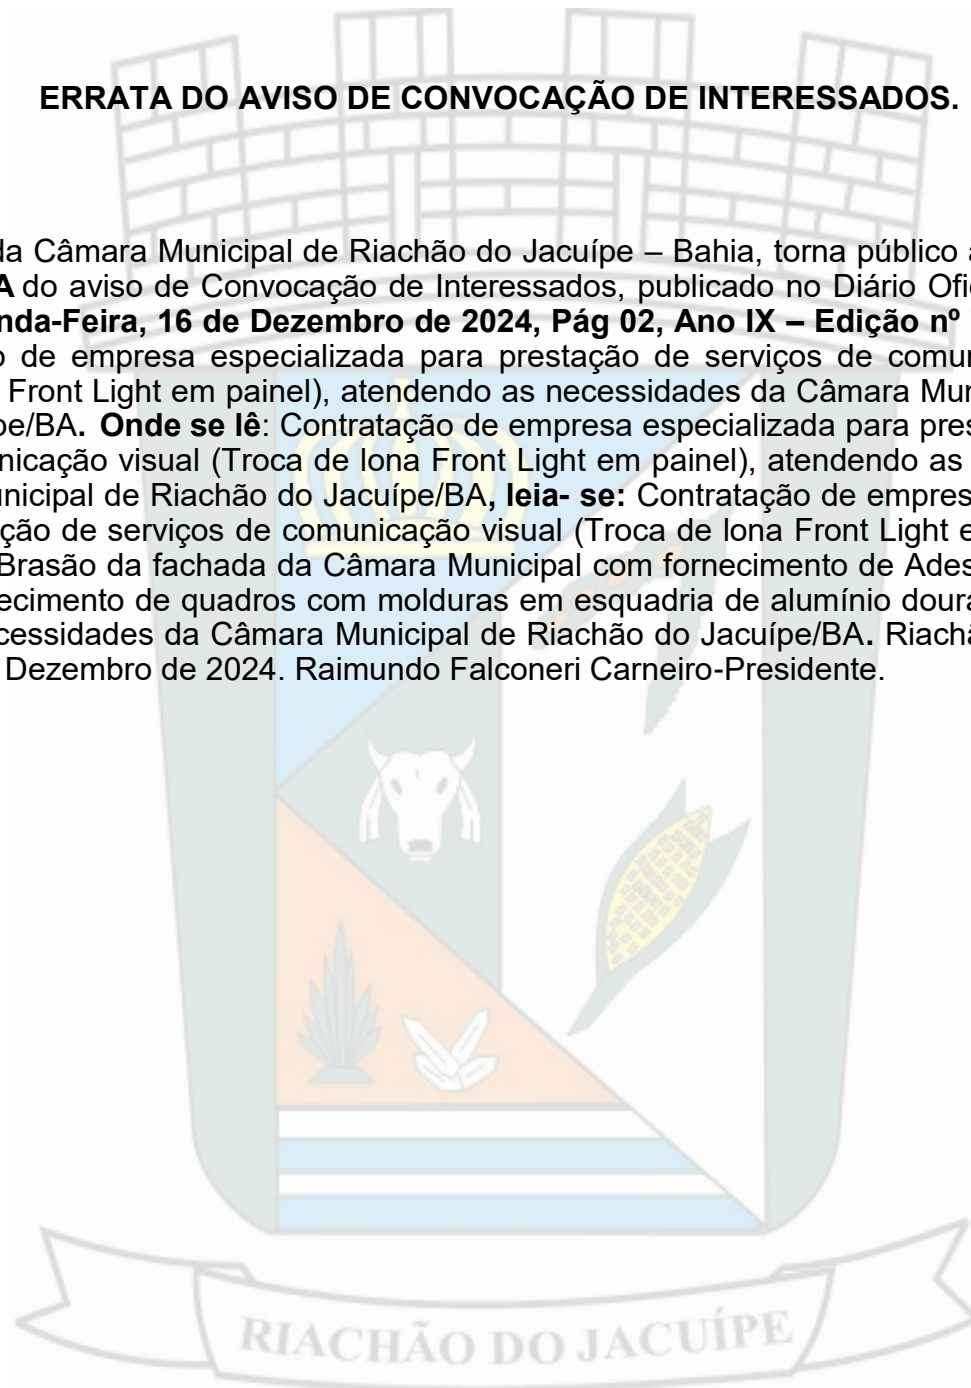 ERRATA DO AVISO DE CONVOCAÇÃO DE INTERESSADOS.
da Câmara Municipal de Riachão do Jacuípe – Bahia, torna público
A do aviso de Convocação de Interessados, publicado no Diário Ofi
nda-Feira, 16 de Dezembro de 2024, Pág 02, Ano IX – Edição nº
o de empresa especializada para prestação de serviços de comu
Front Light em painel), atendendo as necessidades da Câmara Mun
pe/BA. Onde se lê: Contratação de empresa especializada para pres
nicação visual (Troca de lona Front Light em painel), atendendo as
unicipal de Riachão do Jacuípe/BA, leia- se: Contratação de empres
ção de serviços de comunicação visual (Troca de lona Front Light e
Brasão da fachada da Câmara Municipal com fornecimento de Ades
ecimento de quadros com molduras em esquadria de alumínio dour
cessidades da Câmara Municipal de Riachão do Jacuípe/BA. Riach
Dezembro de 2024. Raimundo Falconeri Carneiro-Presidente.
RIACHÃO DO JACUÍPE